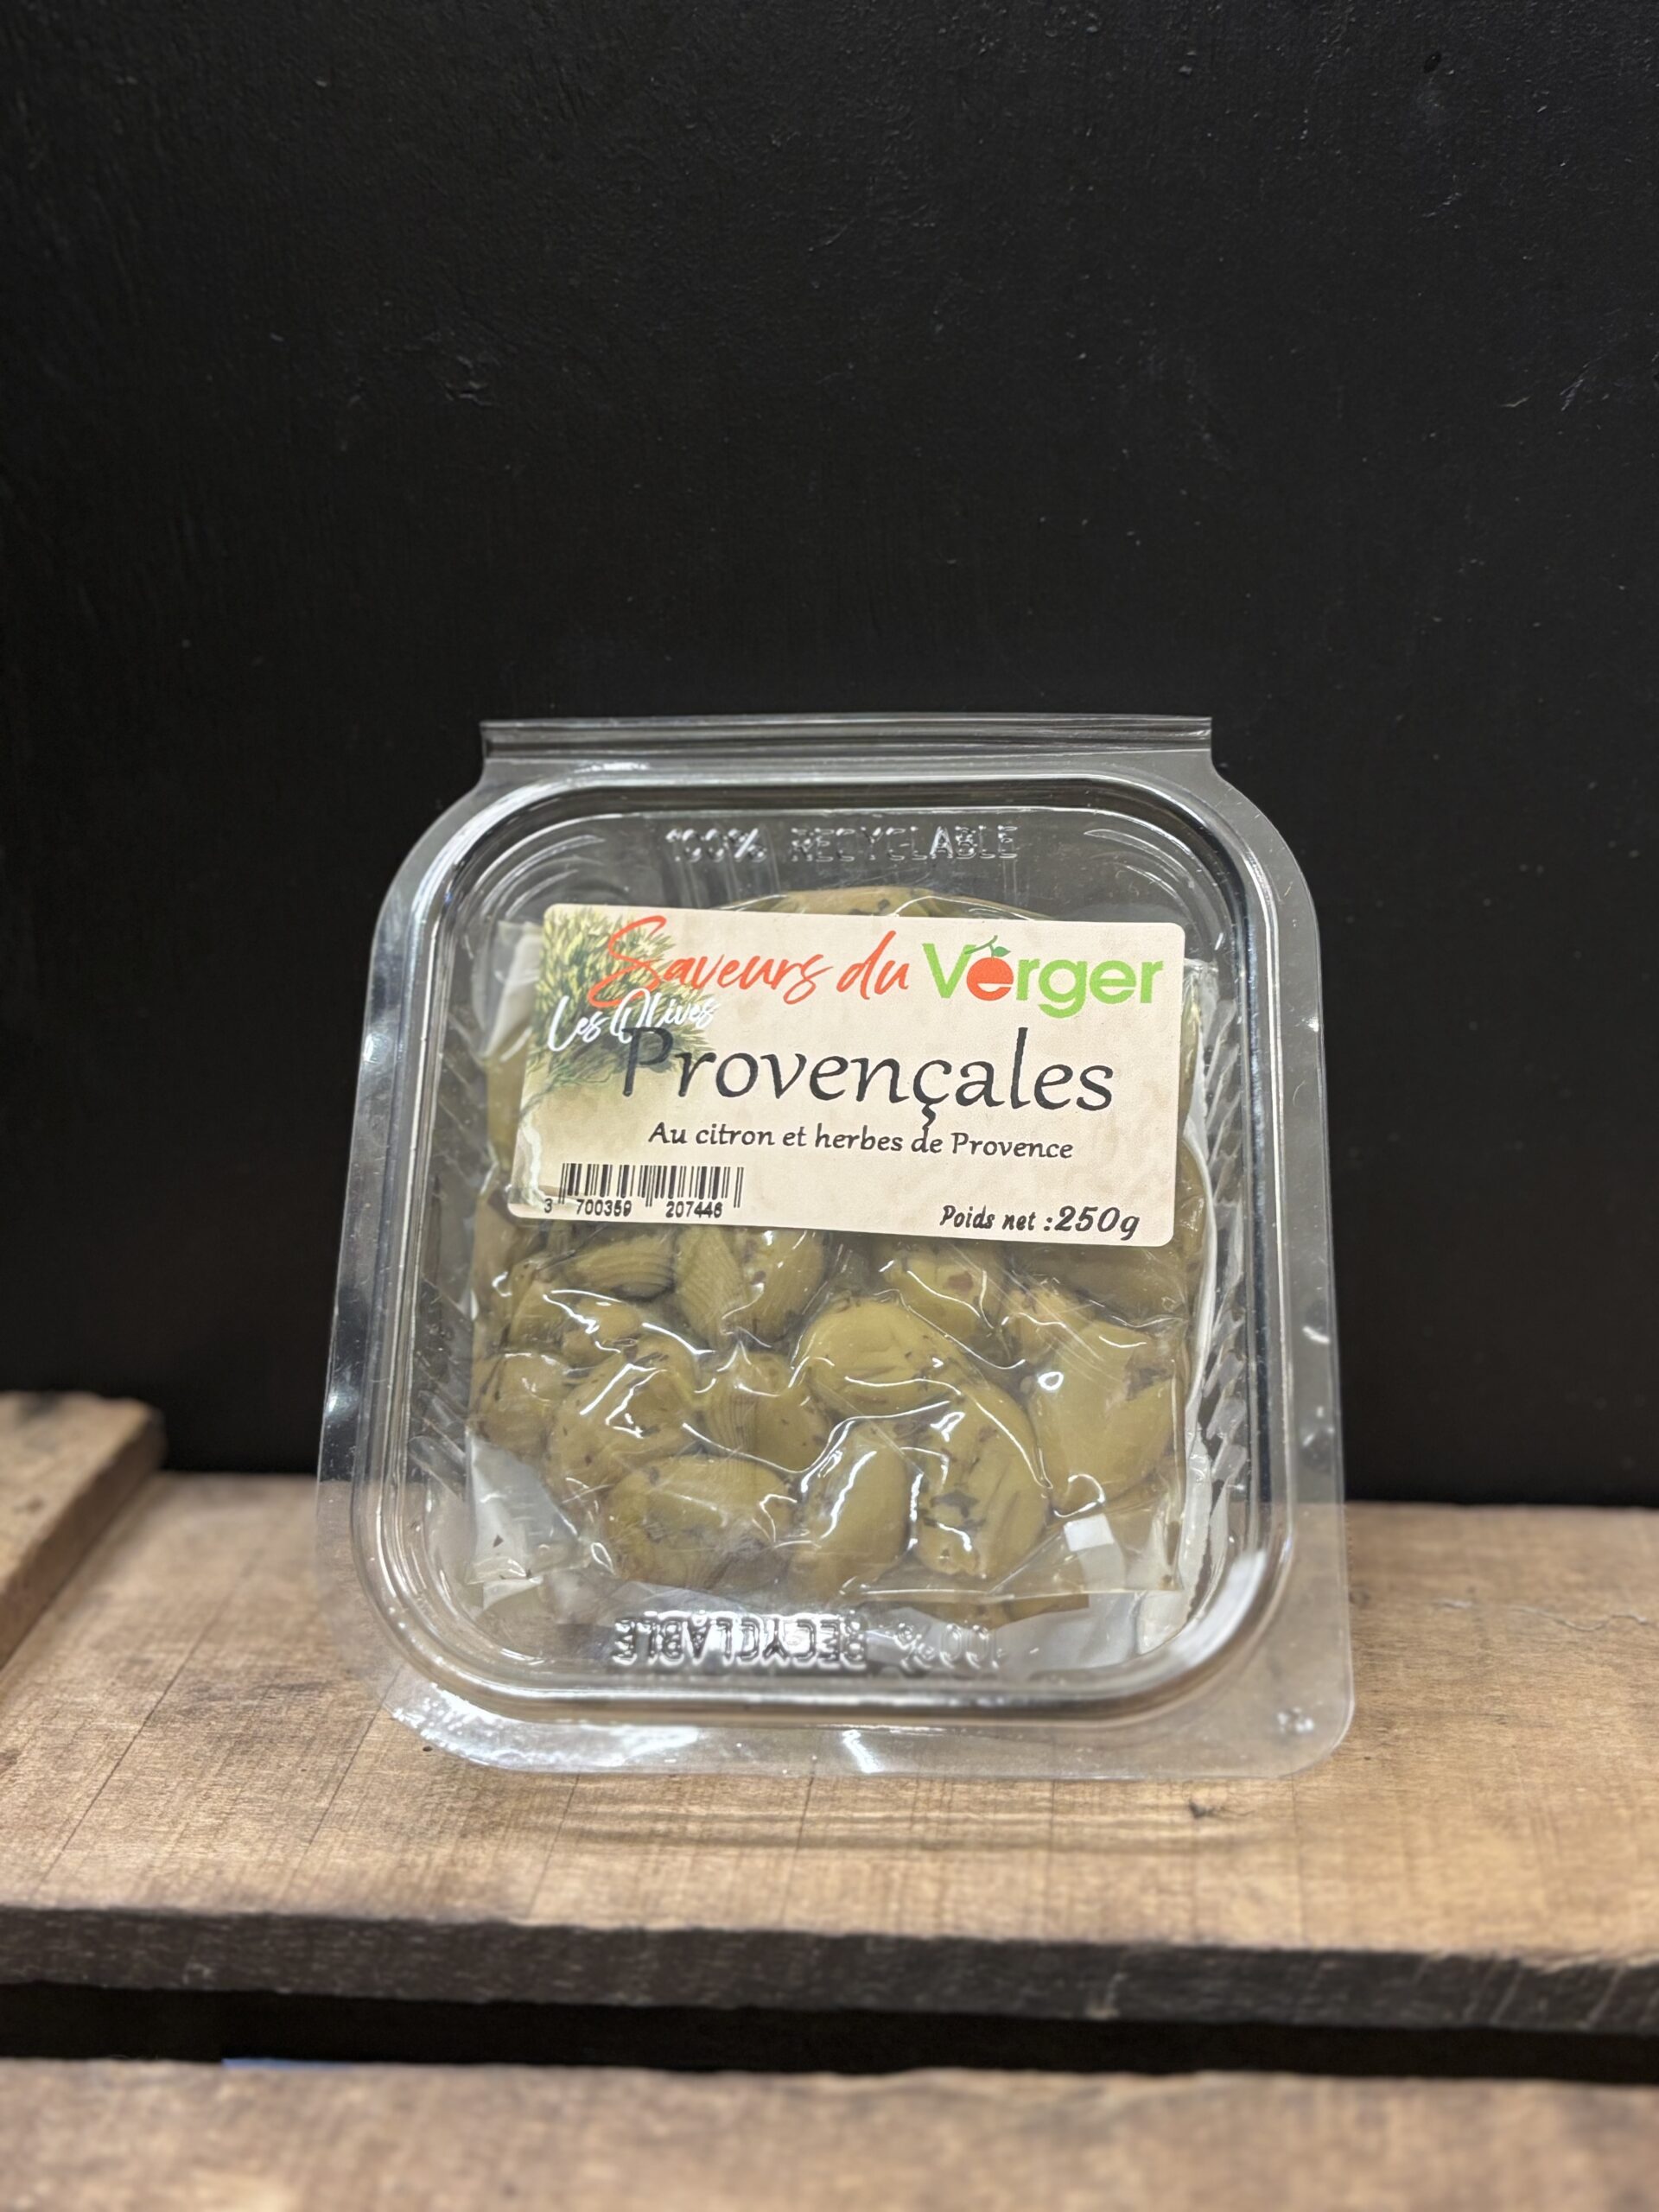 100% RECYCLABLE
Saveurs du Verger
Les Olives
Provençales
Au citron et herbes de Provence
3 700359 207446
Poids net : 250g
100% RECYCLABLE